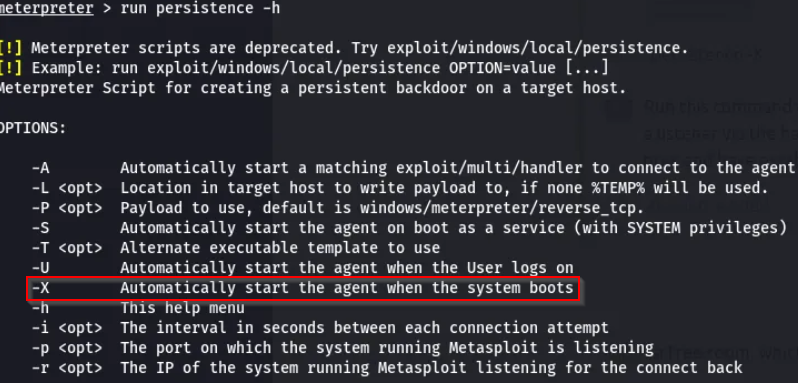 meterpreter > run persistence -h
[!] Meterpreter scripts are deprecated. Try exploit/windows/local/persistence.
[!] Example: run exploit/windows/local/persistence OPTION=value [...]
Meterpreter Script for creating a persistent backdoor on a target host.
OPTIONS:
-A Automatically start a matching exploit/multi/handler to connect to the agent
-L <opt> Location in target host to write payload to, if none %TEMP% will be used.
-P <opt> Payload to use, default is windows/meterpreter/reverse_tcp.
-S Automatically start the agent on boot as a service (with SYSTEM privileges)
-T <opt> Alternate executable template to use
-U Automatically start the agent when the User logs on
-X Automatically start the agent when the system boots
-h This help menu
-i <opt> The interval in seconds between each connection attempt
-p <opt> The port on which the system running Metasploit is listening
-r <opt> The IP of the system running Metasploit listening for the connect back